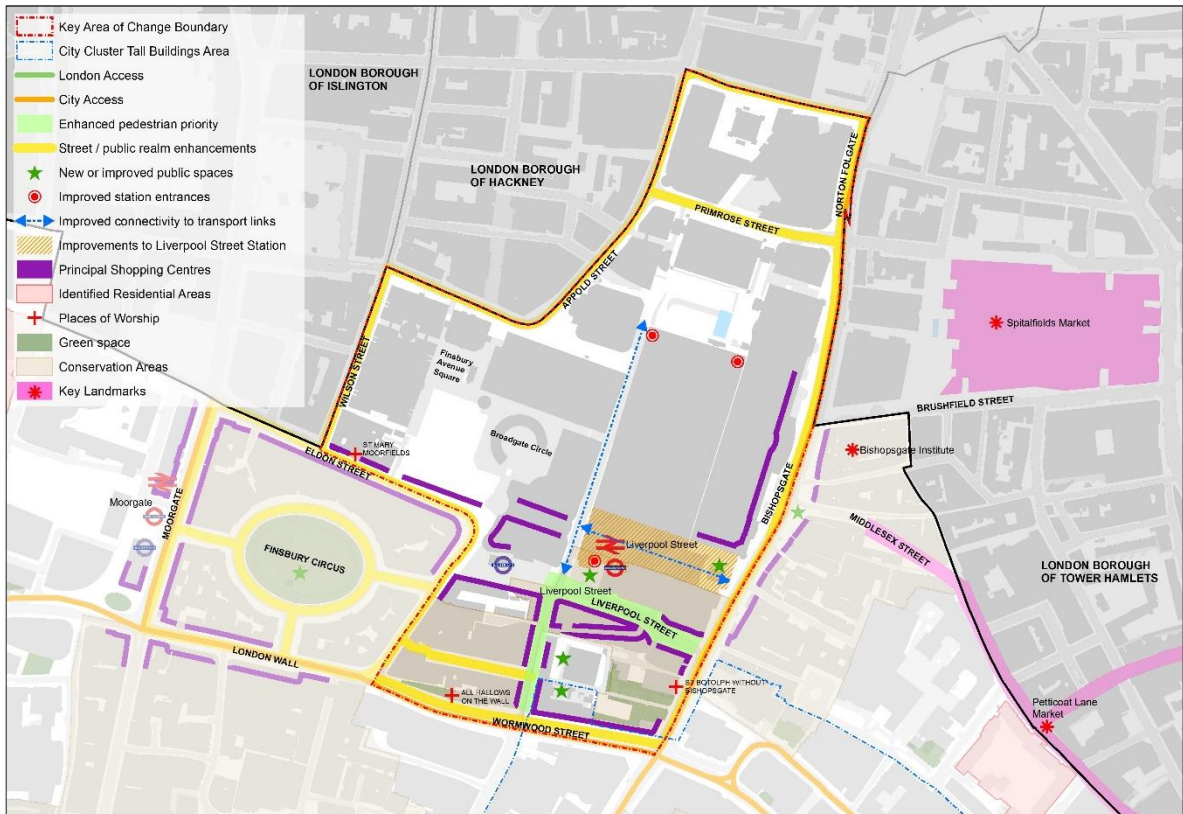 Key Area of Change Boundary
City Cluster Tall Buildings Area
London Access
City Access
Enhanced pedestrian priority
Street / public realm enhancements
New or improved public spaces
Improved station entrances
Improved connectivity to transport links
Improvements to Liverpool Street Station
Principal Shopping Centres
Identified Residential Areas
Places of Worship
Green space
Conservation Areas
Key Landmarks
LONDON BOROUGH
OF ISLINGTON
LONDON BOROUGH
OF HACKNEY
NORTON FOLGATE
PRIMROSE STREET
APPOLD STREET
Spitalfields Market
WILSON STREET
Finsbury
Avenue
Square
BRUSHFIELD STREET
Broadgate Circle
ST MARY
MOORFIELDS
ELDON STREET
Bishopsgate Institute
BISHOPSGATE
Moorgate
MOORGATE
MIDDLESEX STREET
FINSBURY CIRCUS
Liverpool Street
LONDON BOROUGH
OF TOWER HAMLETS
Liverpool Street
LIVERPOOL STREET
LONDON WALL
ALL HALLOWS
ON THE WALL
ST BOTOLPH WITHOUT
BISHOPSGATE
WORMWOOD STREET
Petticoat Lane
Market